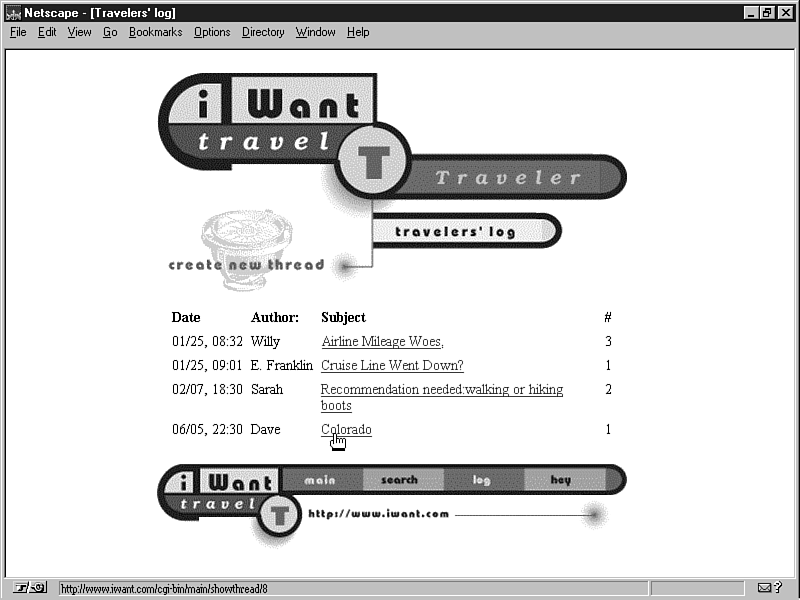 Netscape - [Travelers' log]
File Edit View Go Bookmarks Options Directory Window Help
i Want
travel
T
Traveler
travelers' log
create new thread
Date Author: Subject #
01/25, 08:32 Willy Airline Mileage Woes, 3
01/25, 09:01 E. Franklin Cruise Line Went Down? 1
02/07, 18:30 Sarah Recommendation needed:walking or hiking 2
boots
06/05, 22:30 Dave Colorado 1
i Want main search log hey
travel
T
http://www.iwant.com
http://www.iwant.com/cgi-bin/main/showthread/8
?